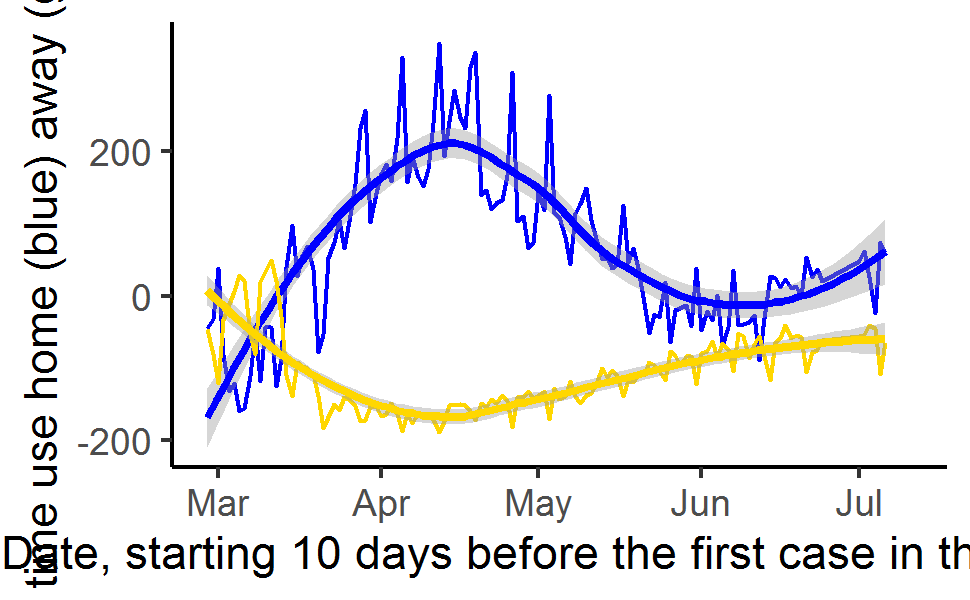 time use home (blue) away (
200
0
-200
Mar Apr May Jun Jul
Date, starting 10 days before the first case in th